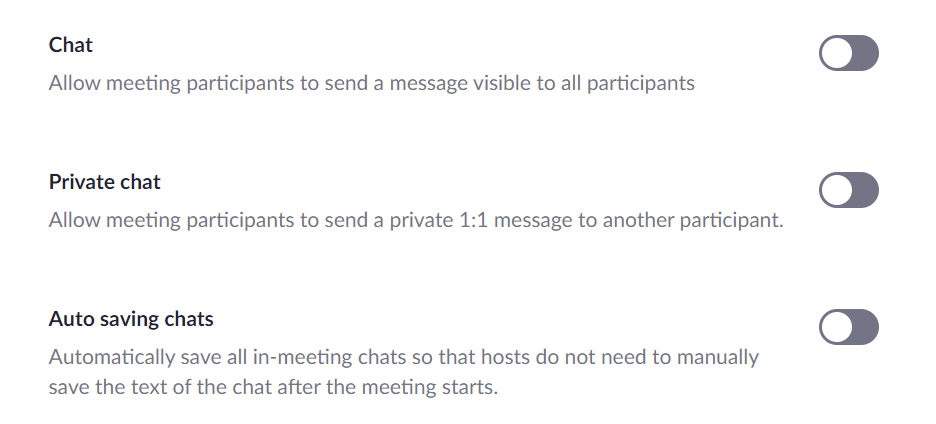 Chat
Allow meeting participants to send a message visible to all participants
Private chat
Allow meeting participants to send a private 1:1 message to another participant.
Auto saving chats
Automatically save all in-meeting chats so that hosts do not need to manually
save the text of the chat after the meeting starts.